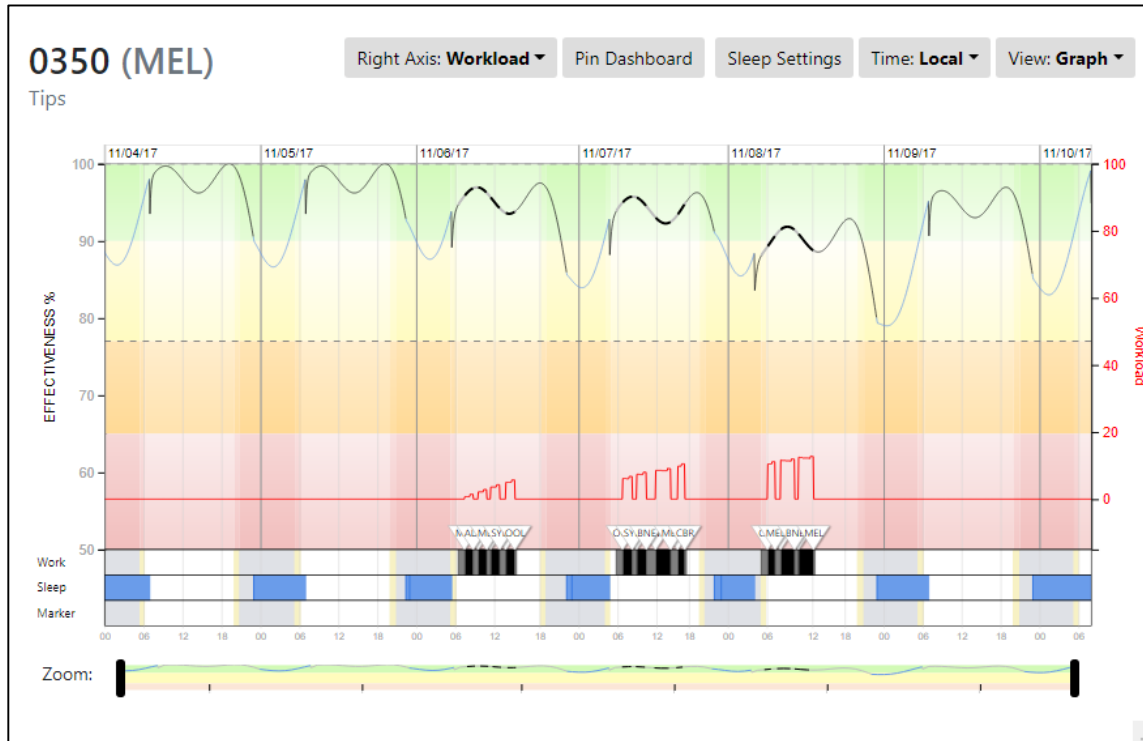 0350 (MEL)
Right Axis: Workload
Pin Dashboard
Sleep Settings
Time: Local
View: Graph
Tips
11/04/17 11/05/17 11/06/17 11/07/17 11/08/17 11/09/17 11/10/17
100 100
90 80
80 60
70 40
60 20
50 0
EFFECTIVENESS %
Workload
Work
Sleep
Marker
00 06 12 18 00 06 12 18 00 06 12 18 00 06 12 18 00 06 12 18 00 06 12 18 00 06
Zoom: